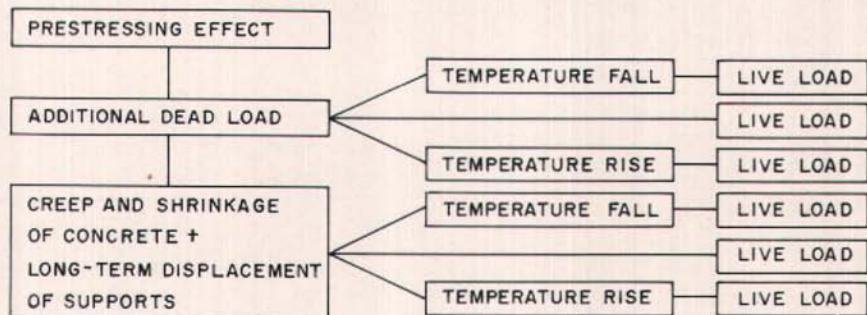 PRESTRESSING EFFECT
TEMPERATURE FALL
LIVE LOAD
ADDITIONAL DEAD LOAD
LIVE LOAD
TEMPERATURE RISE
LIVE LOAD
CREEP AND SHRINKAGE
OF CONCRETE +
LONG-TERM DISPLACEMENT
OF SUPPORTS
TEMPERATURE FALL
LIVE LOAD
LIVE LOAD
TEMPERATURE RISE
LIVE LOAD